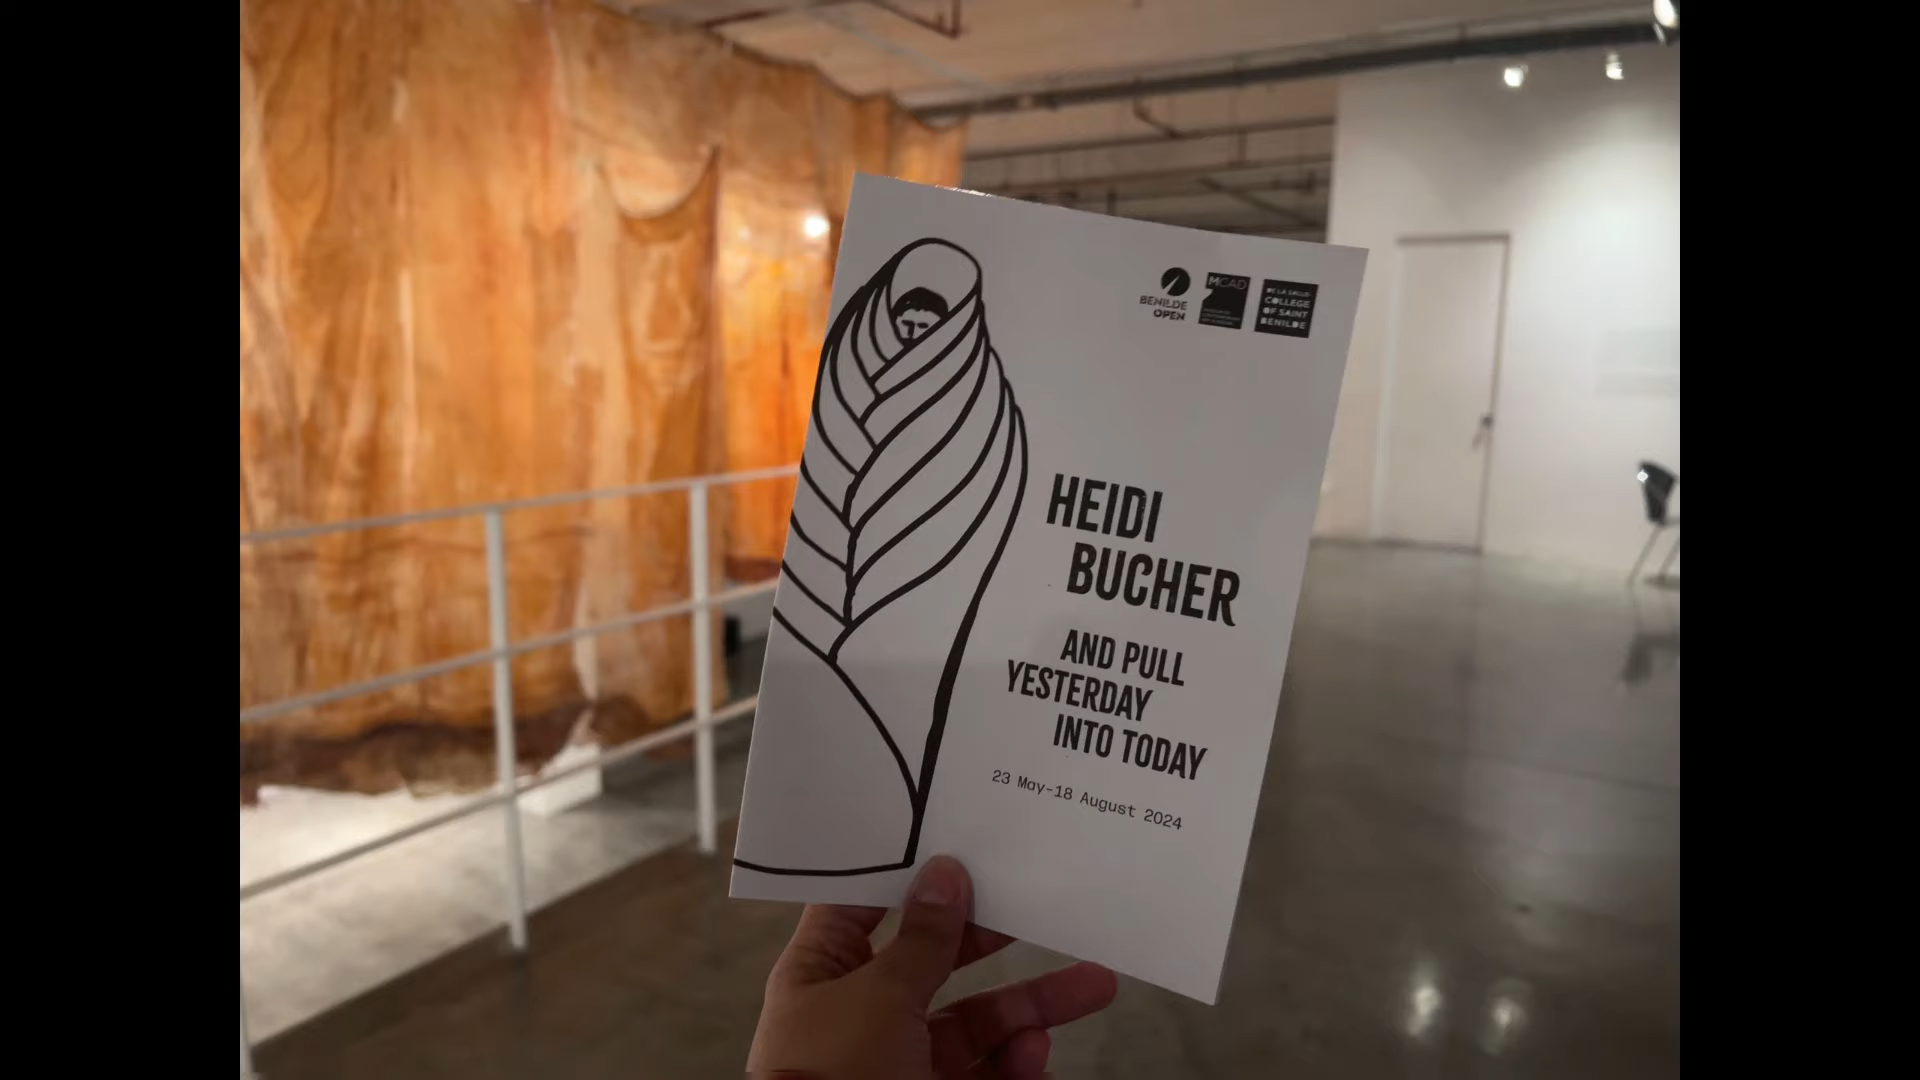 BENILDE
OPEN
MCAD
DE LA SALLE-
COLLEGE
OF SAINT
BENILDE
HEIDI
BUCHER
AND PULL
YESTERDAY
INTO TODAY
23 May-18 August 2024